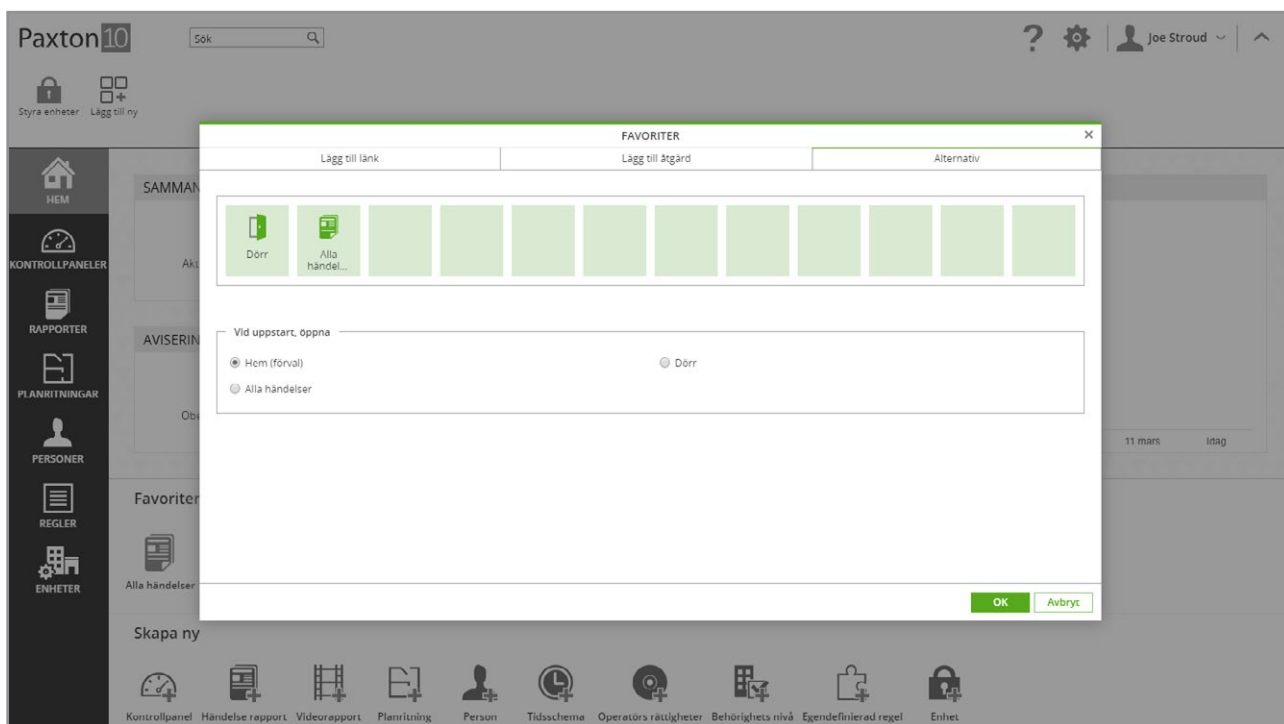 Paxton10
Sök
Joe Stroud
Styra enheter
Lägg till ny
FAVORITER
Lägg till länk
Lägg till åtgärd
Alternativ
HEM
KONTROLLPANELER
RAPPORTER
PLANRITNINGAR
PERSONER
REGLER
ENHETER
SAMMAN
Akt
AVISERIN
Obe
Dörr
Alla
händel...
Vid uppstart, öppna
Hem (förval)
Dörr
Alla händelser
11 mars
Idag
Favoriter
Alla händelser
OK
Avbryt
Skapa ny
Kontrollpanel
Händelse rapport
Videorapport
Planritning
Person
Tidsschema
Operatörs rättigheter
Behörighets nivå
Egendefinierad regel
Enhet